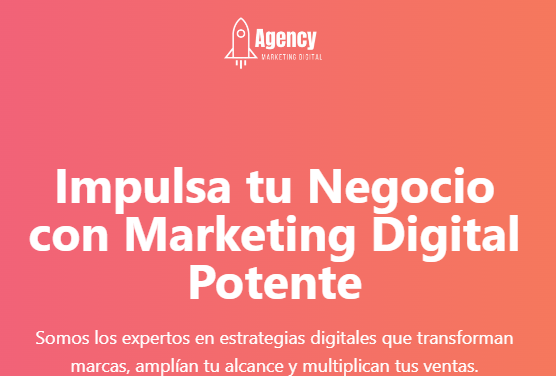 Agency
MARKETING DIGITAL
Impulsa tu Negocio
con Marketing Digital
Potente
Somos los expertos en estrategias digitales que transforman
marcas, amplían tu alcance y multiplican tus ventas.